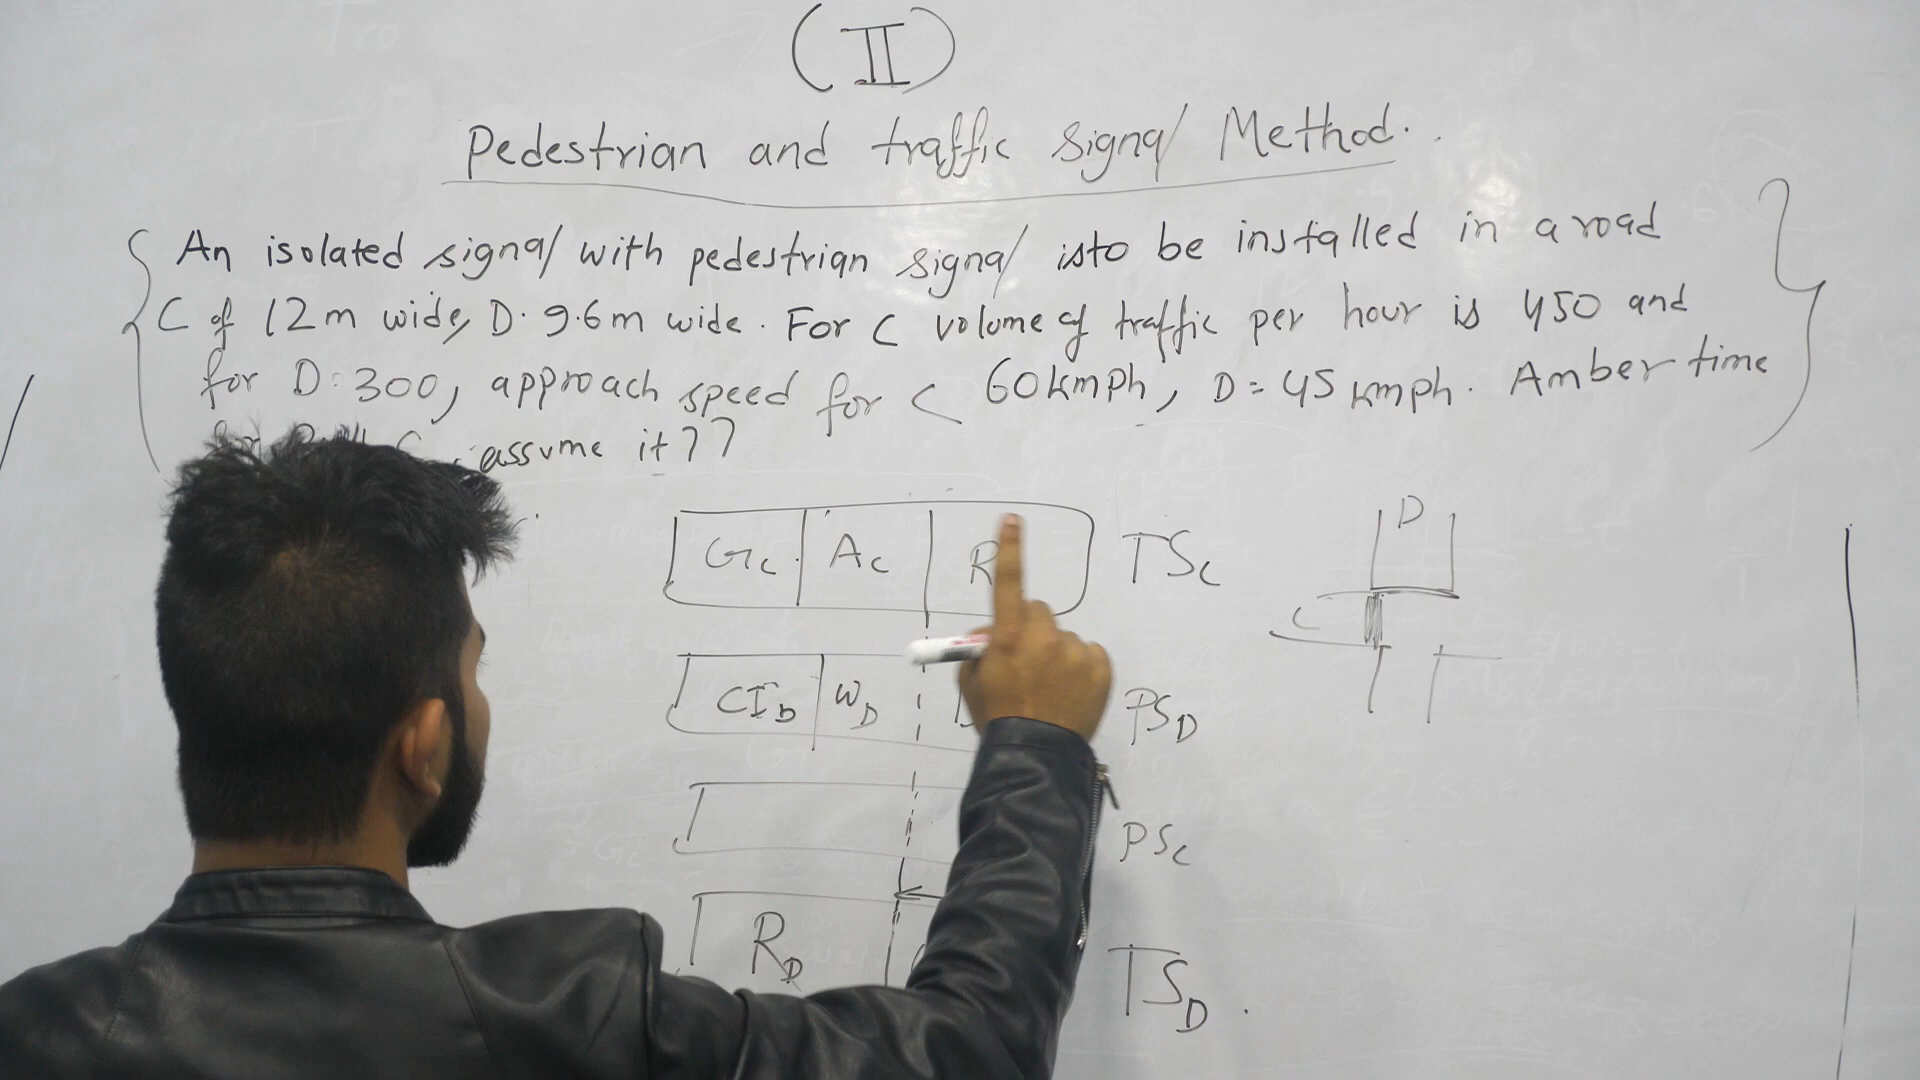 (II)
Pedestrian and traffic signal Method.
An isolated signal with pedestrian signal is to be installed in a road
C of 12m wide, D. 9.6m wide. For C volume of traffic per hour is 450 and
for D:300, approach speed for C 60kmph, D=45 kmph. Amber time
for assume it ??
Gc Ac R TSc
D
C
CID WD PSD
PSc
RD TSD.